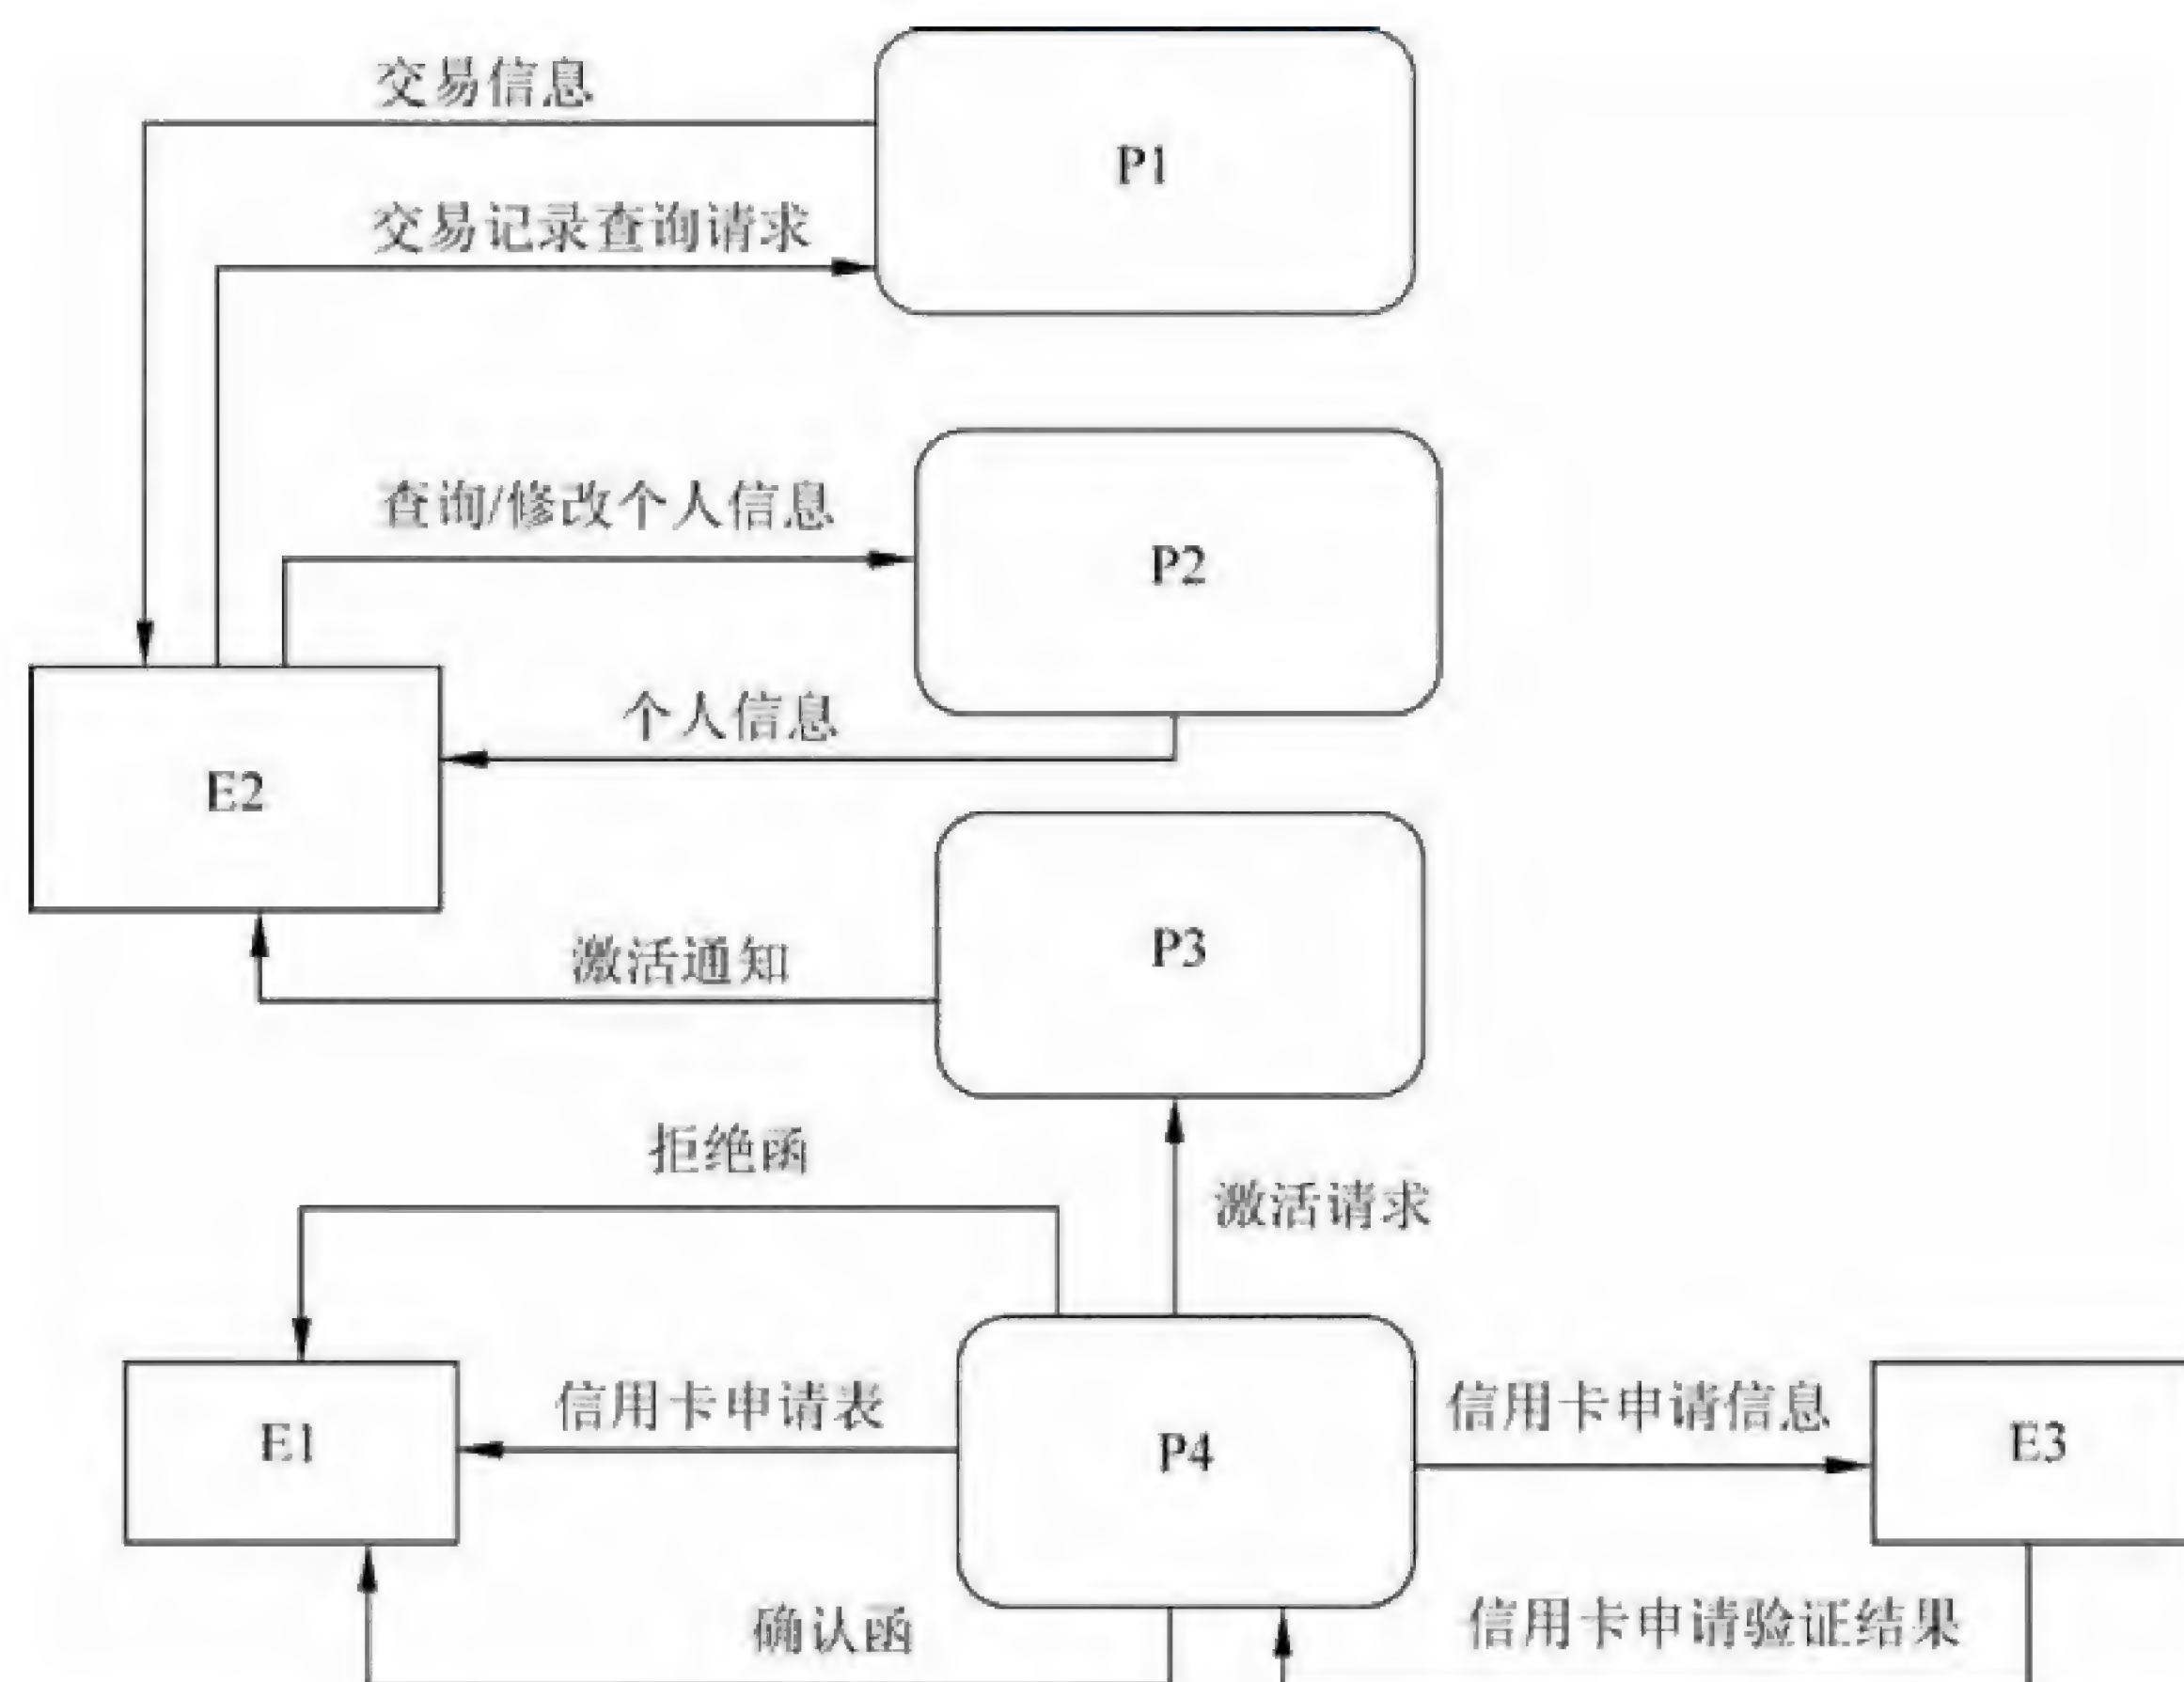 交易信息
P1
交易记录查询请求
查询/修改个人信息
P2
个人信息
E2
P3
激活通知
拒绝函
激活请求
信用卡申请表
信用卡申请信息
E1
P4
E3
确认函
信用卡申请验证结果